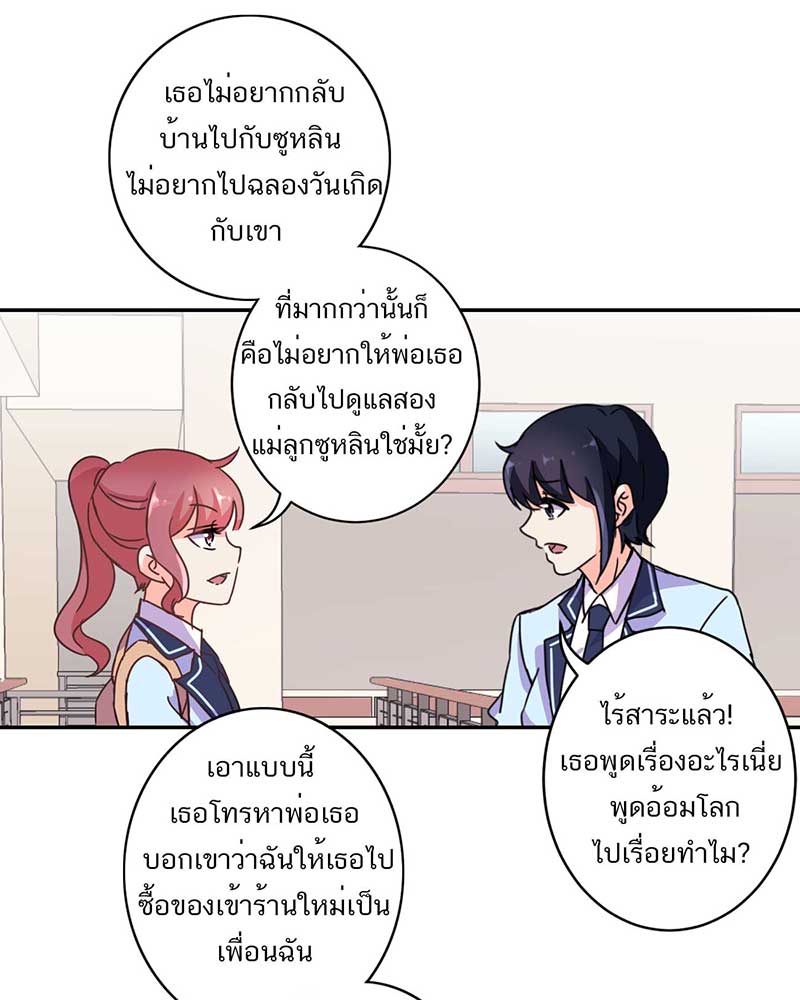 เธอไม่อยากกลับ
บ้านไปกับซูหลิน
ไม่อยากไปฉลองวันเกิด
กับเขา
ที่มากกว่านั้นก็
คือไม่อยากให้พ่อเธอ
กลับไปดูแลสอง
แม่ลูกซูหลินใช่มั้ย?
ไร้สาระแล้ว!
เธอพูดเรื่องอะไรเนี่ย
พูดอ้อมโลก
ไปเรื่อยทำไม?
เอาแบบนี้
เธอโทรหาพ่อเธอ
บอกเขาว่าฉันให้เธอไป
ซื้อของเข้าร้านใหม่เป็น
เพื่อนฉัน